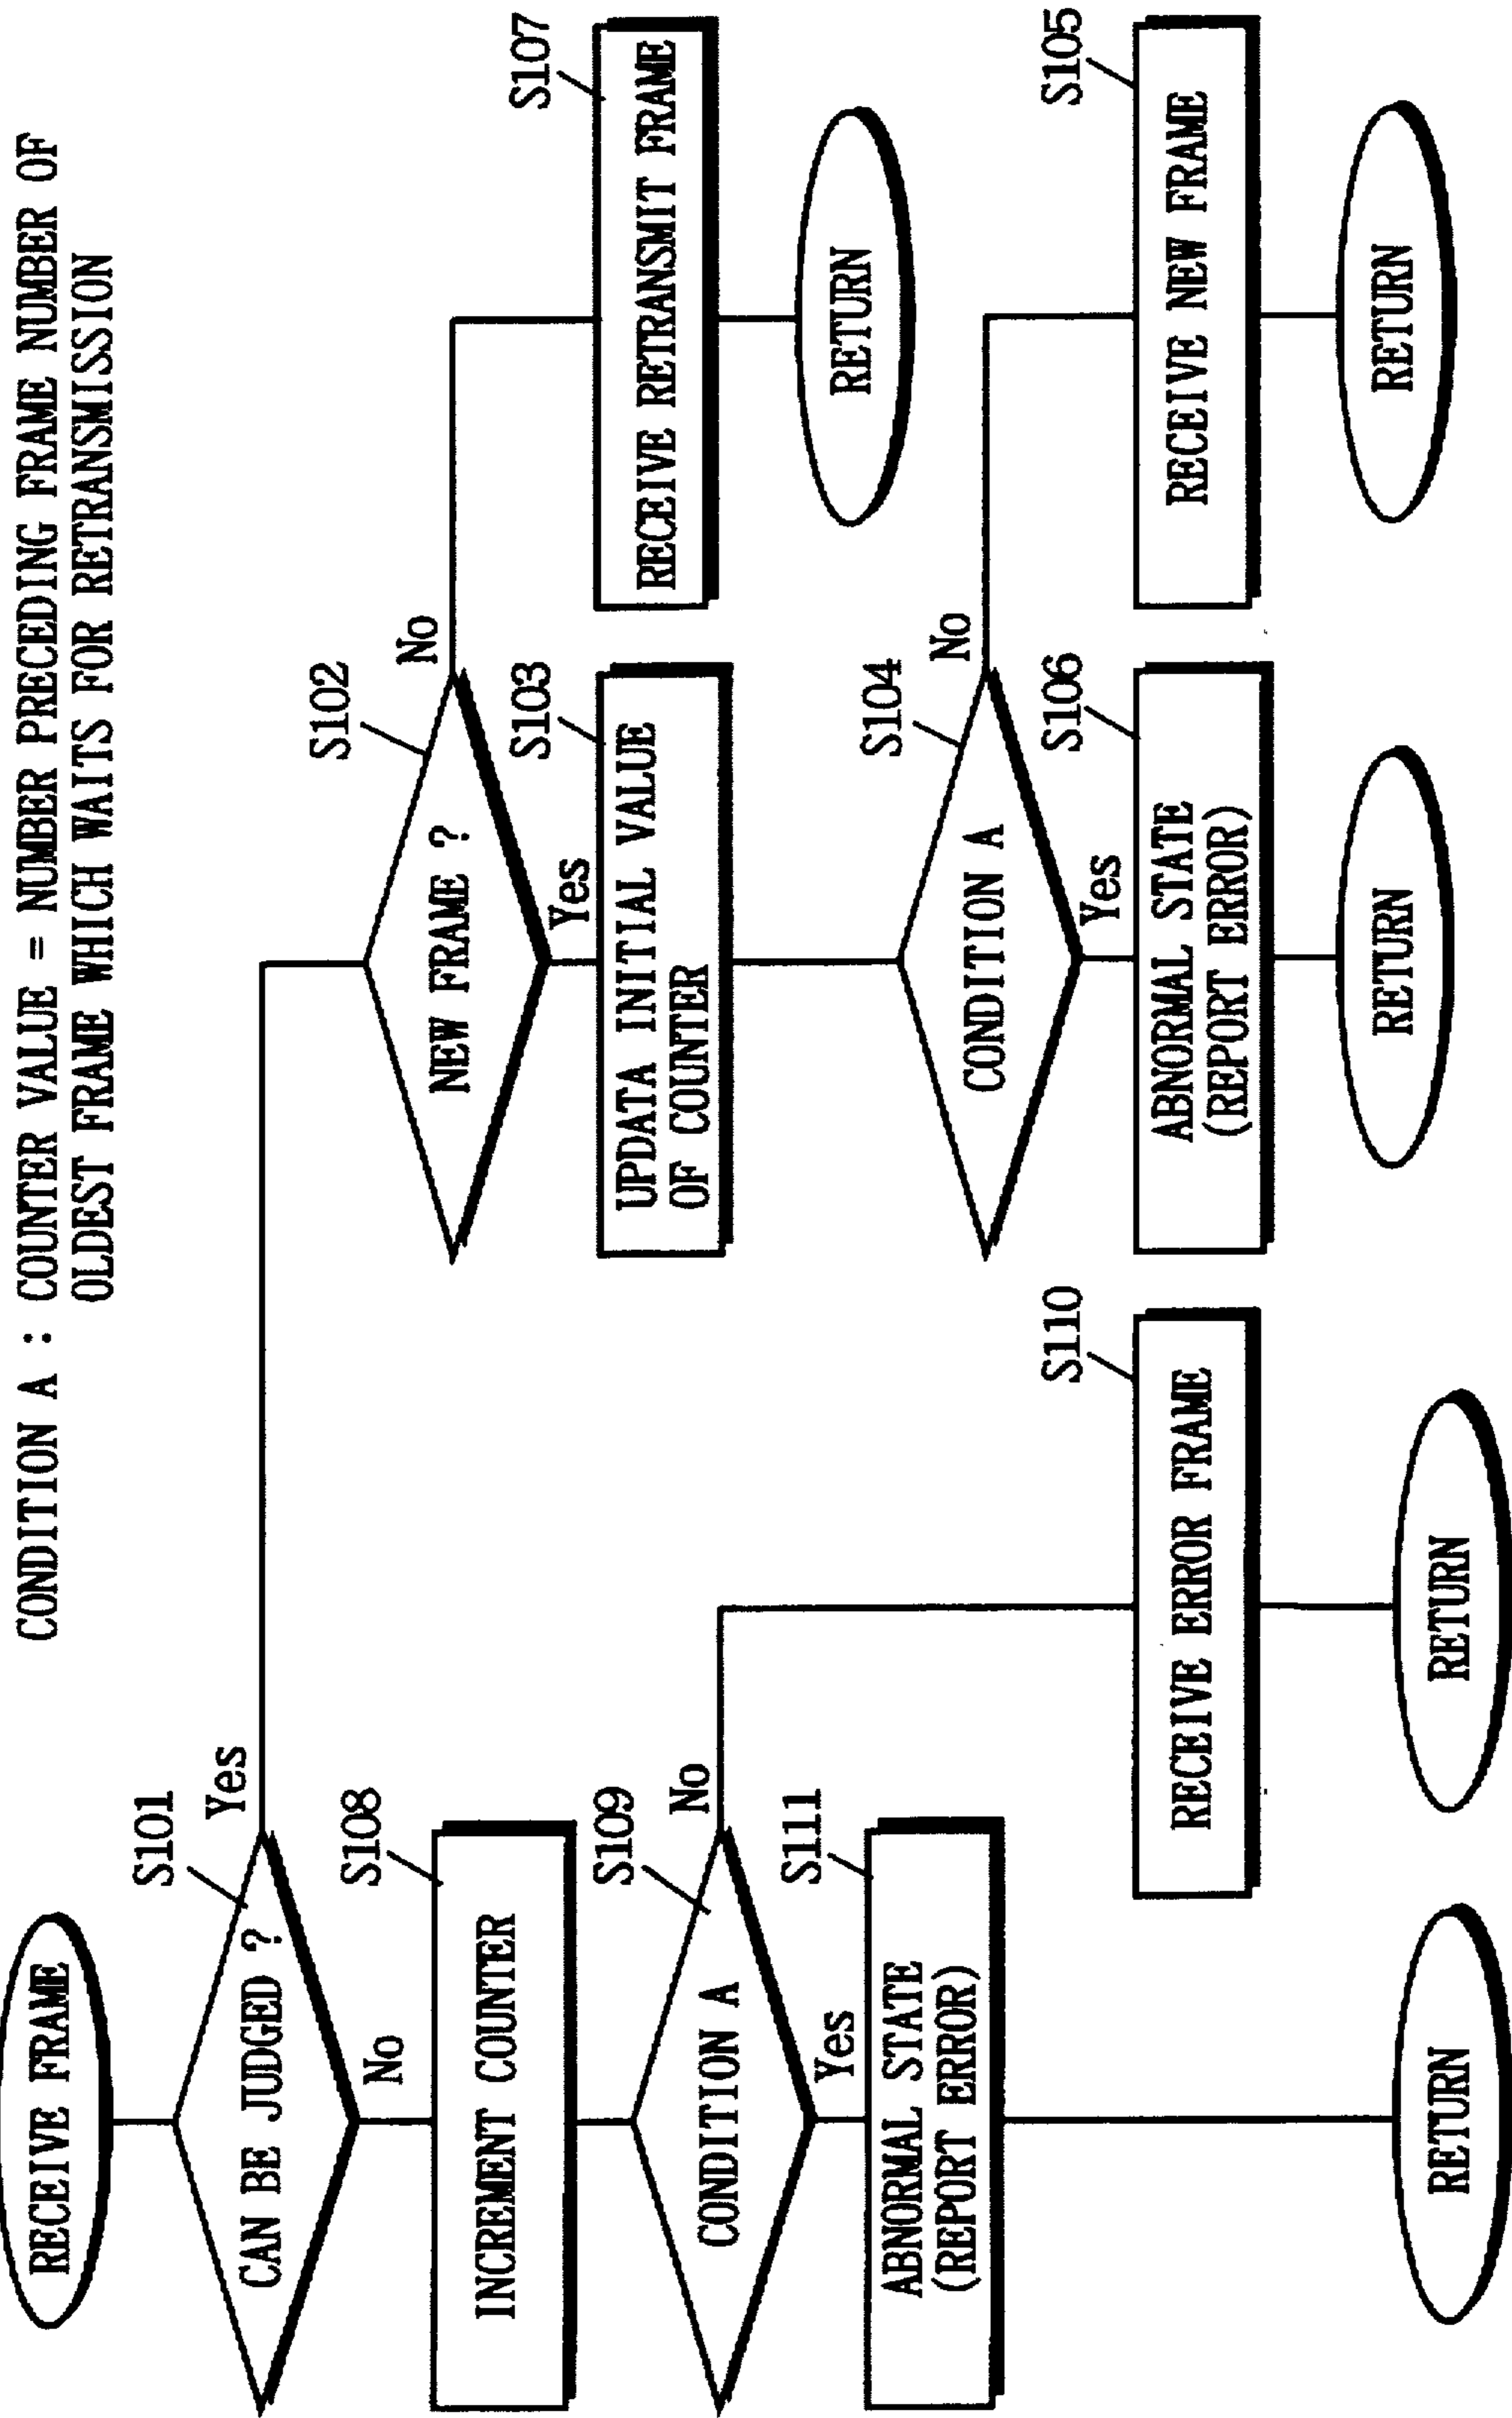 CONDITION A : COUNTER VALUE = NUMBER PRECEDING FRAME NUMBER OF
OLDEST FRAME WHICH WAITS FOR RETRANSMISSION
RECEIVE FRAME
S101
CAN BE JUDGED ?
Yes
No
S108
INCREMENT COUNTER
S109
CONDITION A
No
Yes
S111
ABNORMAL STATE
(REPORT ERROR)
RETURN
S110
RECEIVE ERROR FRAME
RETURN
S102
NEW FRAME ?
No
Yes
S103
UPDATA INITIAL VALUE
OF COUNTER
S104
CONDITION A
No
Yes
S106
ABNORMAL STATE
(REPORT ERROR)
RETURN
S107
RECEIVE RETRANSMIT FRAME
RETURN
S105
RECEIVE NEW FRAME
RETURN